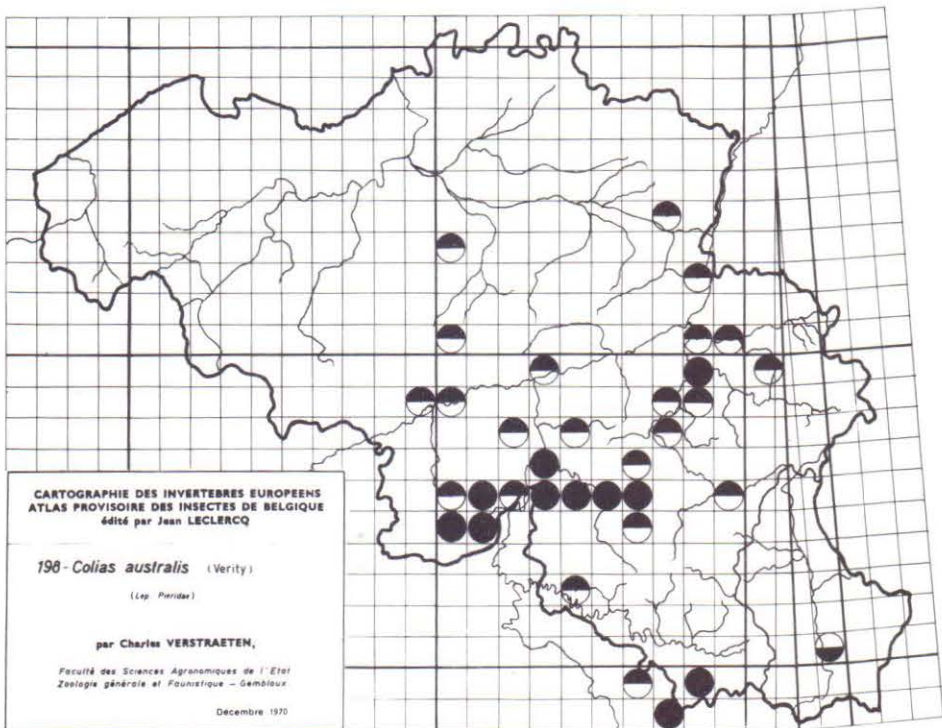 CARTOGRAPHIE DES INVERTEBRES EUROPEENS
ATLAS PROVISOIRE DES INSECTES DE BELGIQUE
édité par Jean LECLERCQ
198 - Colias australis (Verity)
(Lep. Pieridae)
par Charles VERSTRAETEN,
Faculté des Sciences Agronomiques de l'Etat
Zoologie générale et Faunistique – Gembloux.
Décembre 1970